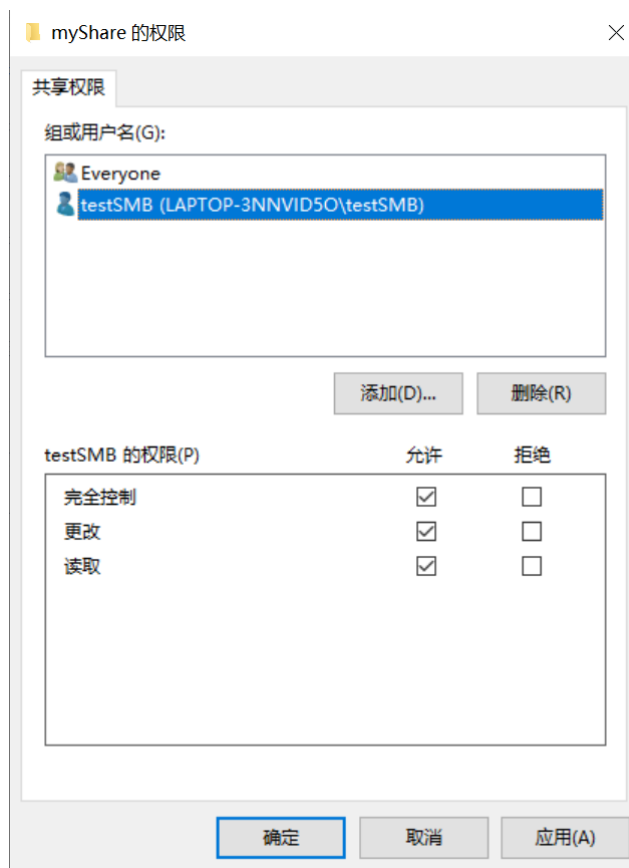 myShare 的权限
共享权限
组或用户名(G):
Everyone
testSMB (LAPTOP-3NNVID5O\testSMB)
添加(D)... 删除(R)
testSMB 的权限(P) 允许 拒绝
完全控制
更改
读取
确定 取消 应用(A)